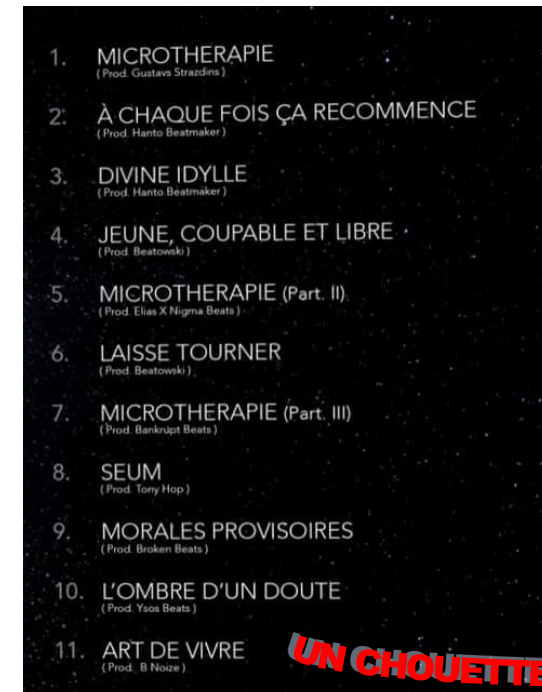 1. MICROTHERAPIE
( Prod. Gustavs Strazdins )
2. À CHAQUE FOIS ÇA RECOMMENCE
( Prod. Hanto Beatmaker )
3. DIVINE IDYLLE
( Prod. Hanto Beatmaker )
4. JEUNE, COUPABLE ET LIBRE
( Prod. Beatowski )
5. MICROTHERAPIE (Part. II)
( Prod. Elias X Nigma Beats )
6. LAISSE TOURNER
( Prod. Beatowski )
7. MICROTHERAPIE (Part. III)
( Prod. Bankrupt Beats )
8. SEUM
( Prod. Tony Hop )
9. MORALES PROVISOIRES
( Prod. Broken Beats )
10. L'OMBRE D'UN DOUTE
( Prod. Ysos Beats )
11. ART DE VIVRE
( Prod. B Noize )
UN CHOUETTE